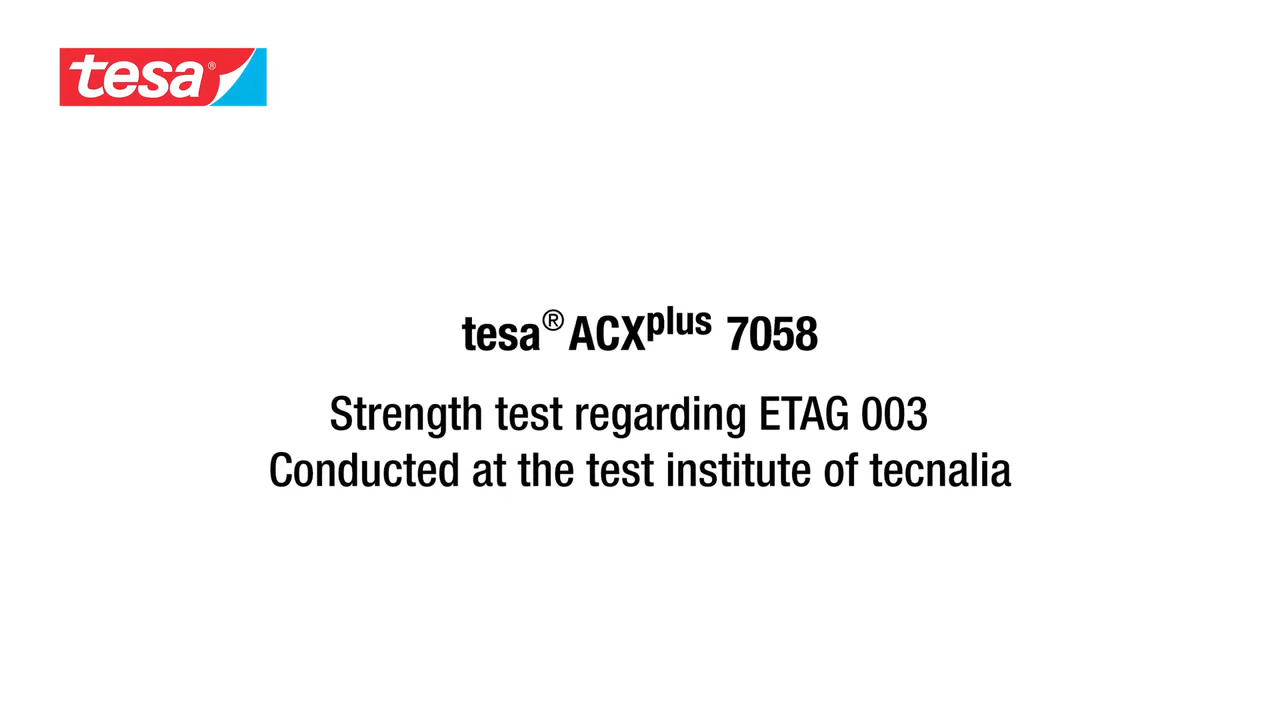 tesa®
tesa® ACXplus 7058
Strength test regarding ETAG 003
Conducted at the test institute of tecnalia